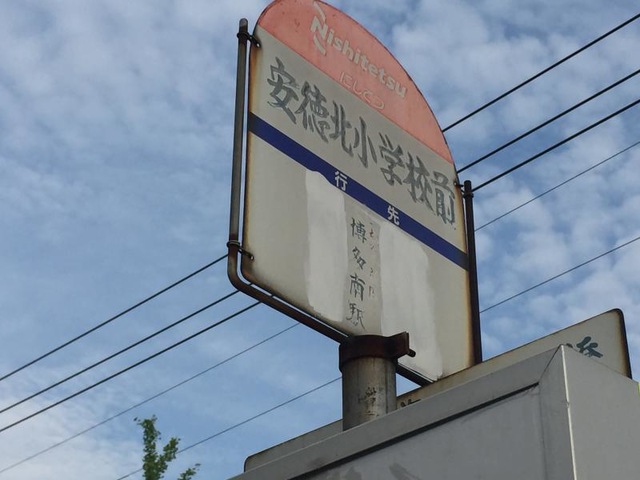 Nishitetsu
にしてつ
安徳北小学校前
行先
博多南駅